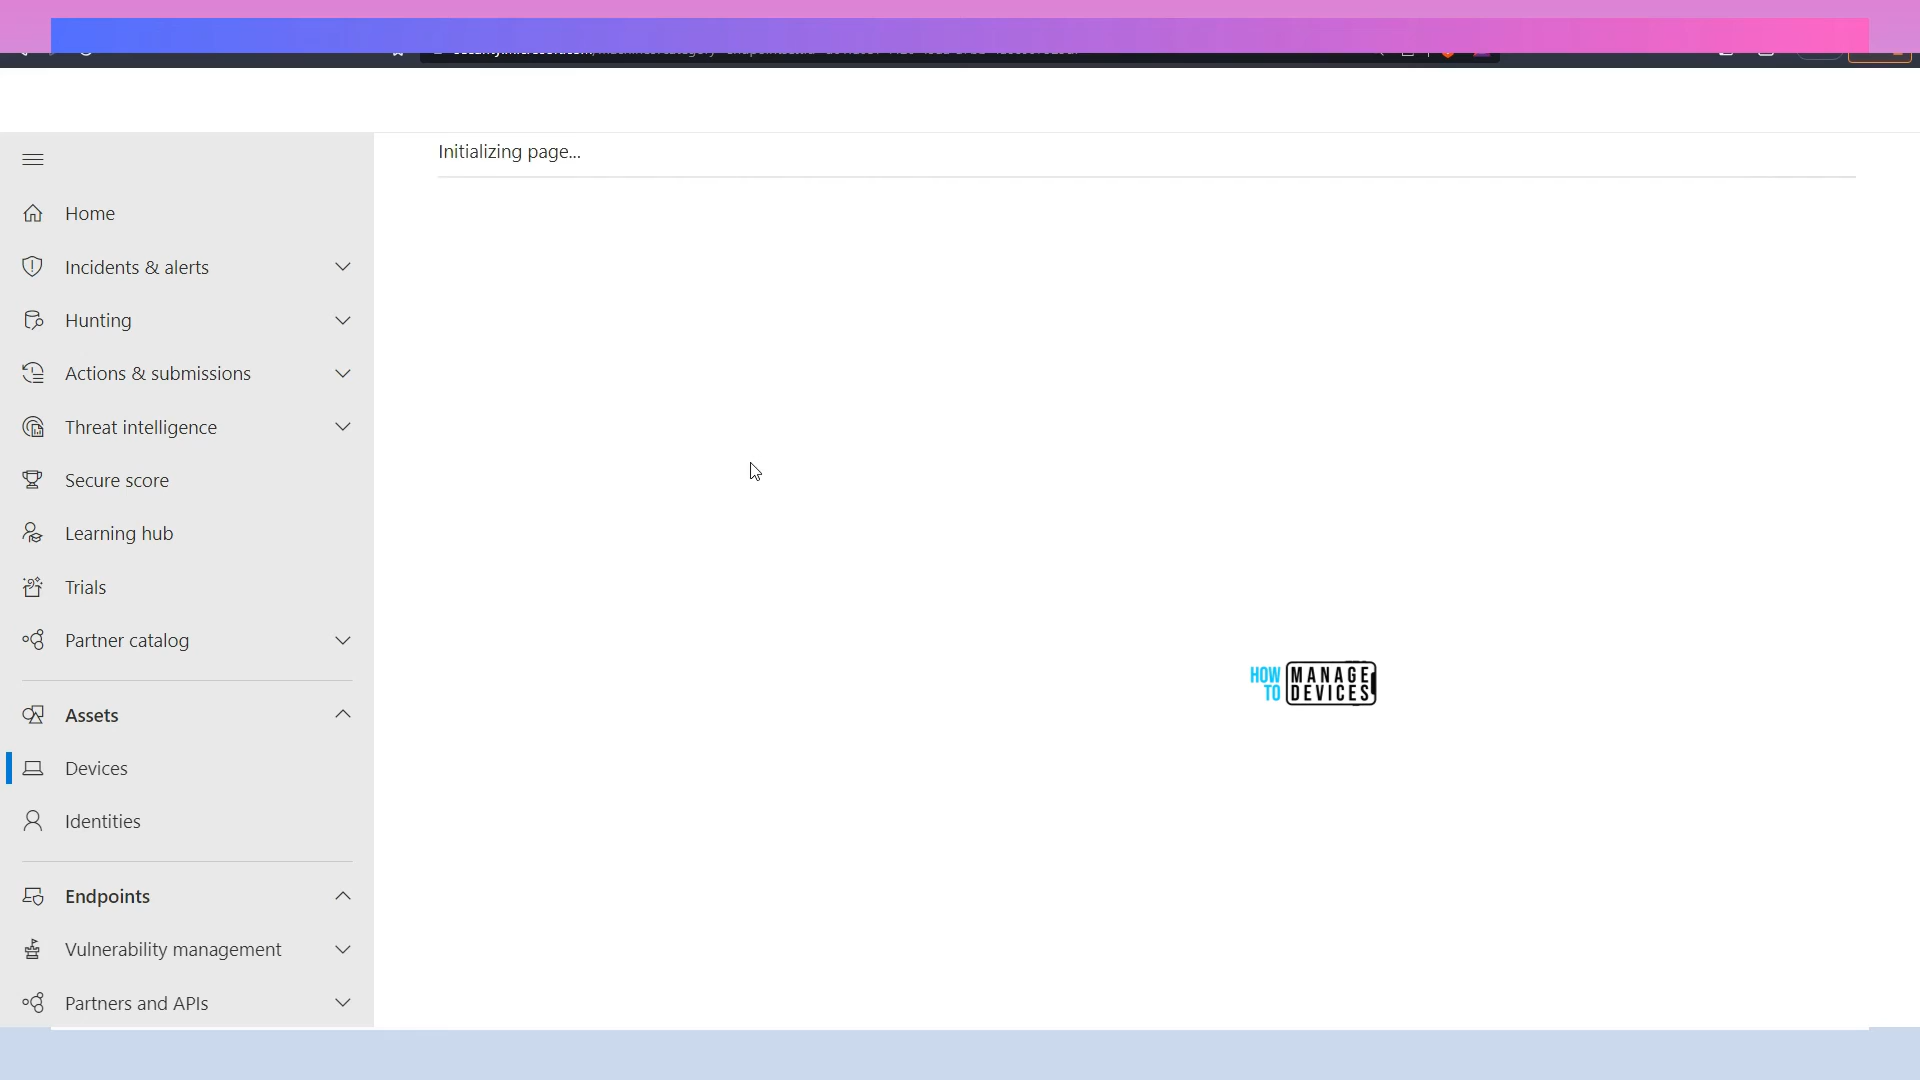 Initializing page...
Home
Incidents & alerts
Hunting
Actions & submissions
Threat intelligence
Secure score
Learning hub
Trials
Partner catalog
Assets
Devices
Identities
Endpoints
Vulnerability management
Partners and APIs
HOW TO
MANAGE DEVICES